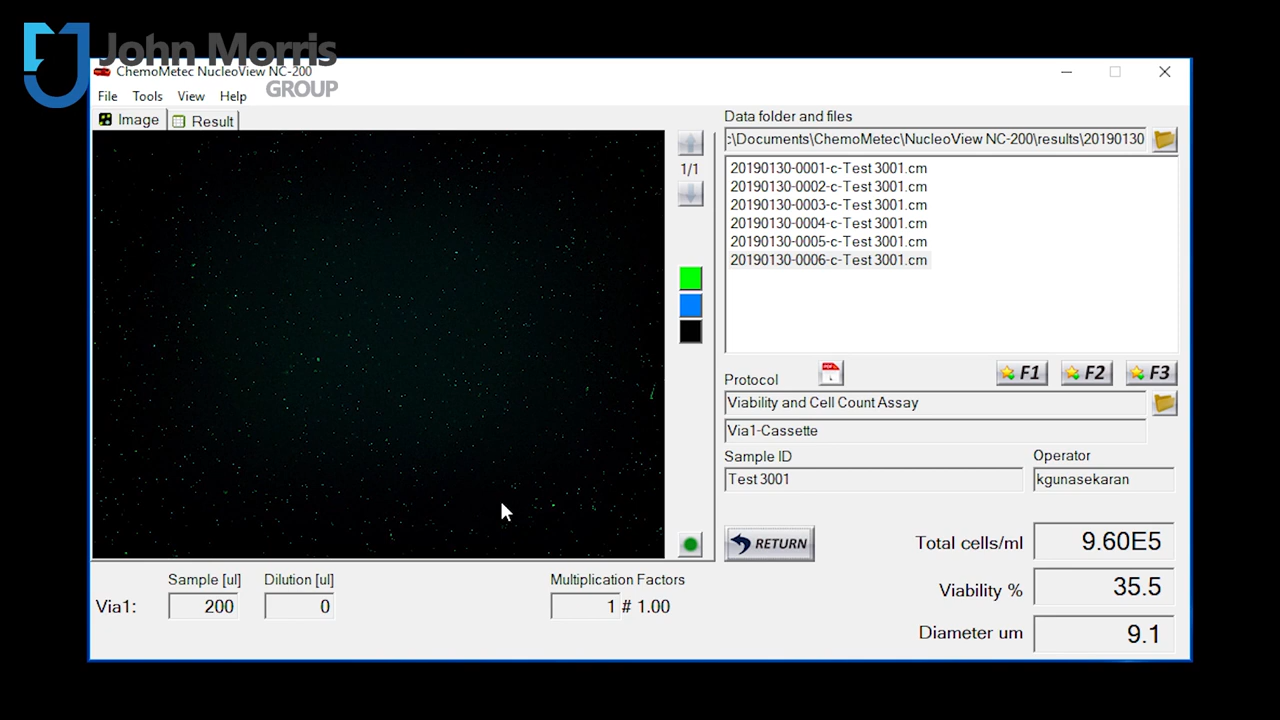 John Morris
GROUP
ChemoMetec NucleoView NC-200
File Tools View Help
Image Result
1/1
Data folder and files
:\Documents\ChemoMetec\NucleoView NC-200\results\20190130
20190130-0001-c-Test 3001.cm
20190130-0002-c-Test 3001.cm
20190130-0003-c-Test 3001.cm
20190130-0004-c-Test 3001.cm
20190130-0005-c-Test 3001.cm
20190130-0006-c-Test 3001.cm
Protocol F1 F2 F3
Viability and Cell Count Assay
Via1-Cassette
Sample ID Operator
Test 3001 kgunasekaran
RETURN
Total cells/ml 9.60E5
Viability % 35.5
Diameter um 9.1
Sample [ul] Dilution [ul] Multiplication Factors
Via1: 200 0 1 # 1.00